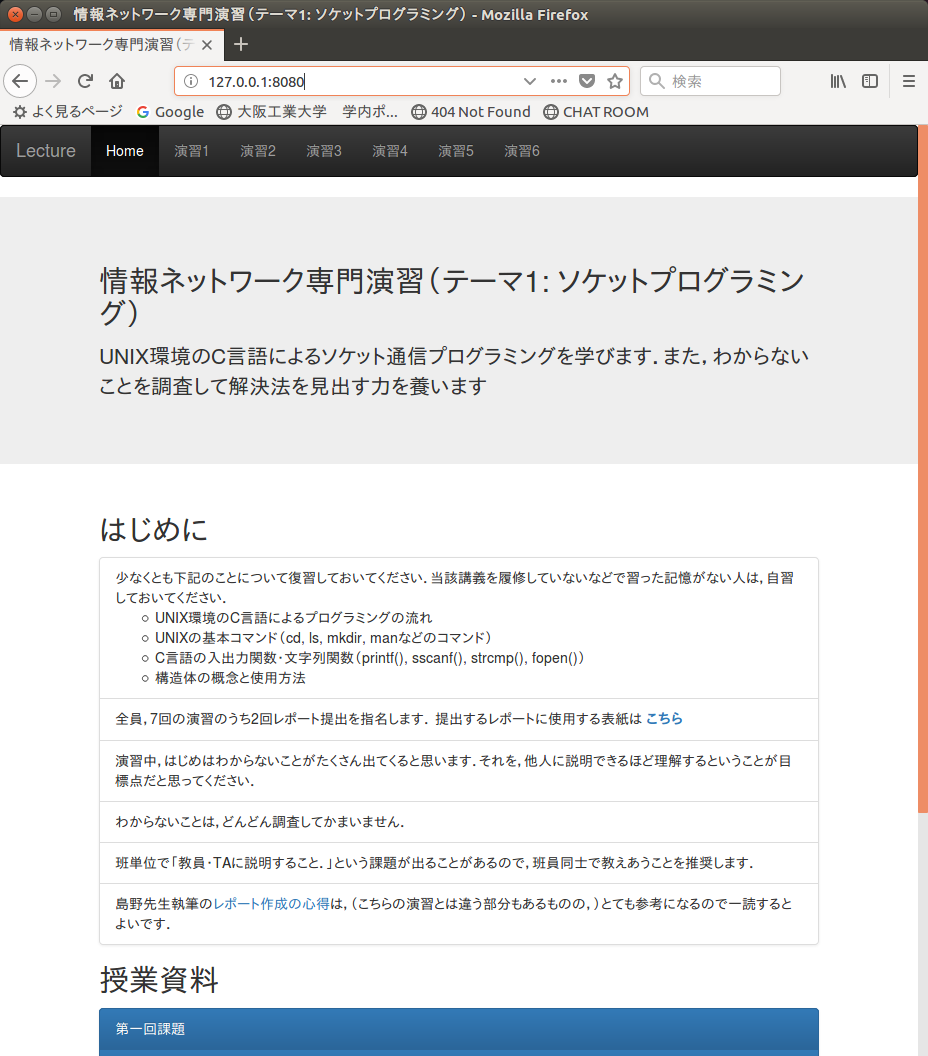 情報ネットワーク専門演習（テーマ1: ソケットプログラミング） - Mozilla Firefox
情報ネットワーク専門演習（テ
127.0.0.1:8080
検索
よく見るページ Google 大阪工業大学 学内ポ... 404 Not Found CHAT ROOM
Lecture Home 演習1 演習2 演習3 演習4 演習5 演習6
情報ネットワーク専門演習（テーマ1: ソケットプログラミン
グ）
UNIX環境のC言語によるソケット通信プログラミングを学びます．また，わからない
ことを調査して解決法を見出す力を養います
はじめに
少なくとも下記のことについて復習しておいてください．当該講義を履修していないなどで習った記憶がない人は，自習
しておいてください．
UNIX環境のC言語によるプログラミングの流れ
UNIXの基本コマンド（cd, ls, mkdir, manなどのコマンド）
C言語の入出力関数・文字列関数（printf(), sscanf(), strcmp(), fopen()）
構造体の概念と使用方法
全員，7回の演習のうち2回レポート提出を指名します． 提出するレポートに使用する表紙は こちら
演習中，はじめはわからないことがたくさん出てくると思います．それを，他人に説明できるほど理解するということが目
標点だと思ってください．
わからないことは，どんどん調査してかまいません．
班単位で「教員・TAに説明すること．」という課題が出ることがあるので，班員同士で教えあうことを推奨します．
島野先生執筆のレポート作成の心得は，（こちらの演習とは違う部分もあるものの，）とても参考になるので一読すると
よいです．
授業資料
第一回課題